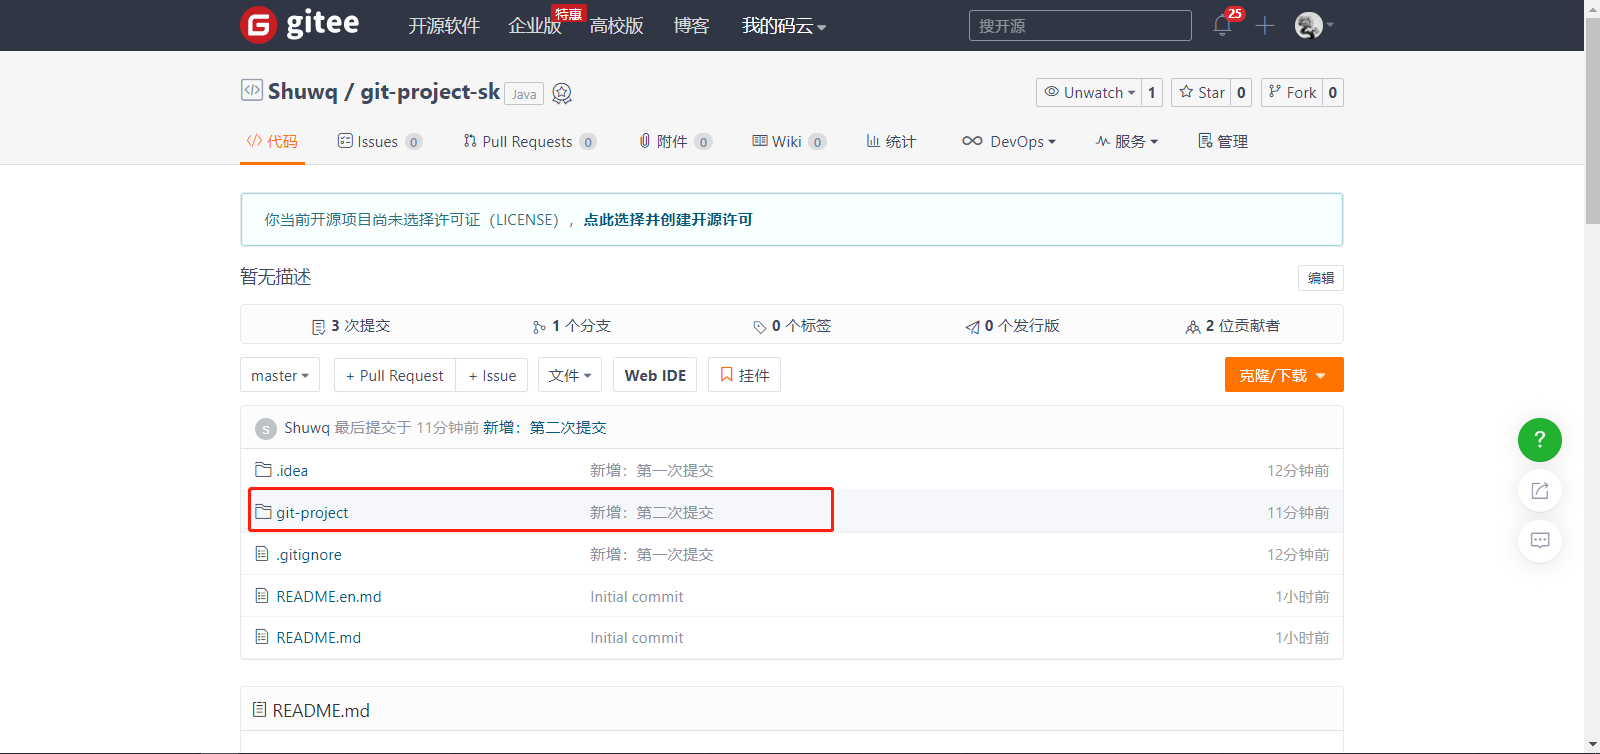 gitee 开源软件 企业版 特惠 高校版 博客 我的码云 搜开源 25
Shuwq / git-project-sk Java Unwatch 1 Star 0 Fork 0
代码 Issues 0 Pull Requests 0 附件 0 Wiki 0 统计 DevOps 服务 管理
你当前开源项目尚未选择许可证（LICENSE），点此选择并创建开源许可
暂无描述 编辑
3 次提交 1 个分支 0 个标签 0 个发行版 2 位贡献者
master + Pull Request + Issue 文件 Web IDE 挂件 克隆/下载
S Shuwq 最后提交于 11分钟前 新增：第二次提交
.idea 新增：第一次提交 12分钟前
git-project 新增：第二次提交 11分钟前
.gitignore 新增：第一次提交 12分钟前
README.en.md Initial commit 1小时前
README.md Initial commit 1小时前
README.md
?